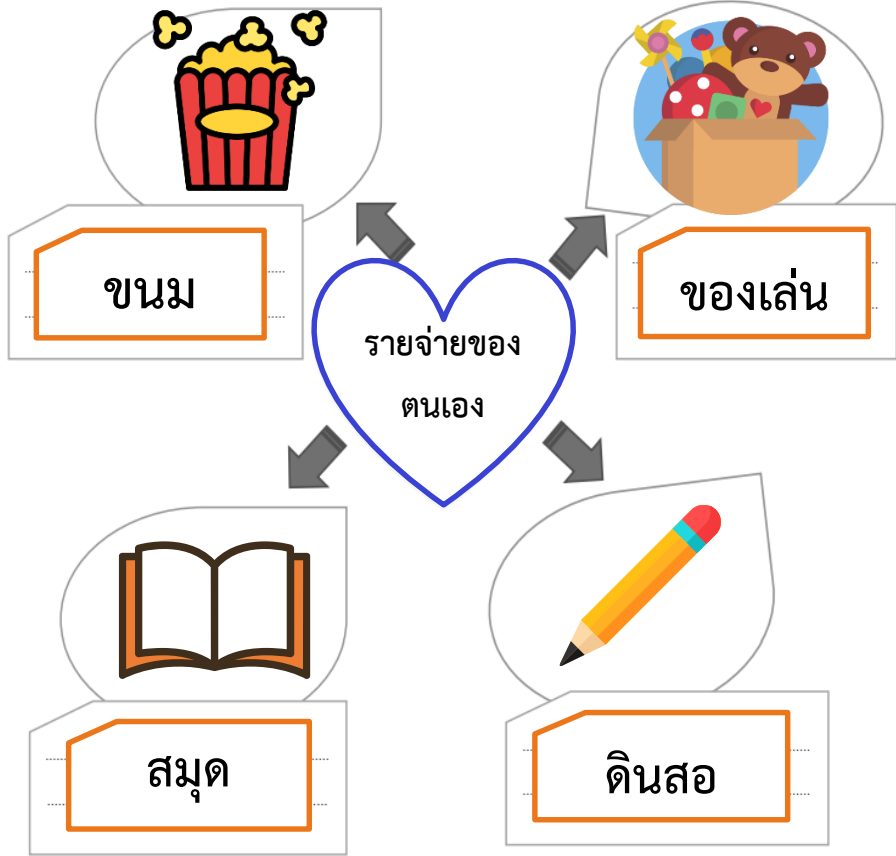 ขนม
ของเล่น
รายจ่ายของ
ตนเอง
สมุด
ดินสอ